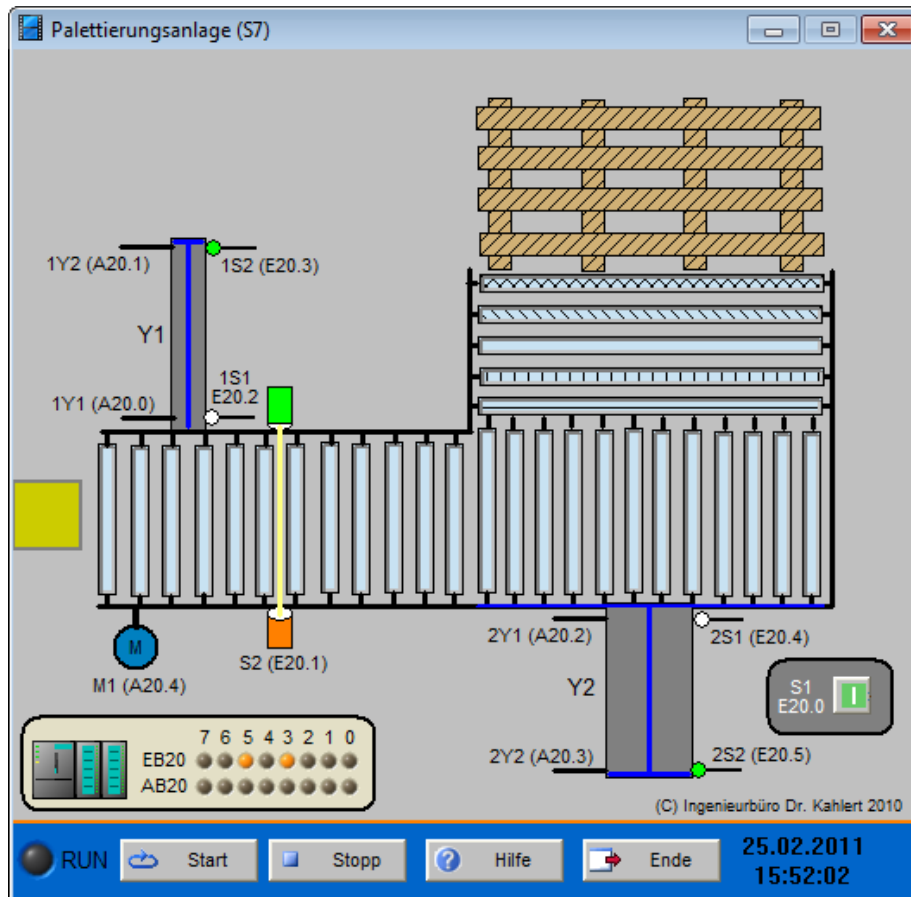 Palettierungsanlage (S7)
1Y2 (A20.1)
1S2 (E20.3)
Y1
1S1
E20.2
1Y1 (A20.0)
2Y1 (A20.2)
2S1 (E20.4)
M
S2 (E20.1)
M1 (A20.4)
Y2
S1
E20.0
I
7 6 5 4 3 2 1 0
EB20
AB20
2Y2 (A20.3)
2S2 (E20.5)
(C) Ingenieurbüro Dr. Kahlert 2010
RUN
Start
Stopp
? Hilfe
Ende
25.02.2011
15:52:02